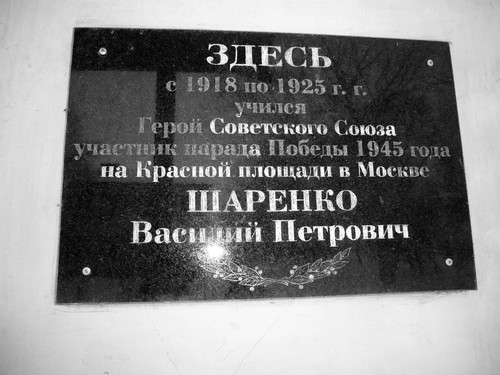 ЗДЕСЬ
с 1918 по 1925 г. г.
учился
Герой Советского Союза
участник парада Победы 1945 года
на Красной площади в Москве
ШАРЕНКО
Василий Петрович